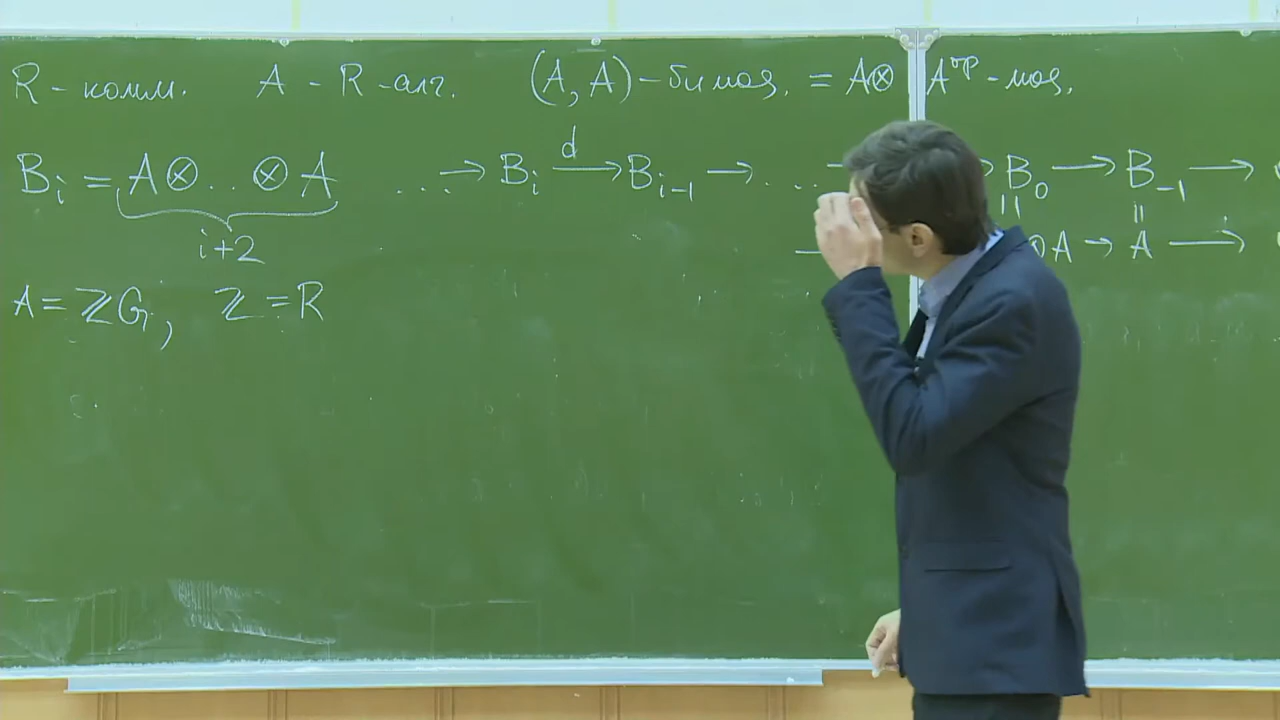 R - комм. A - R - алг. (A, A) - бимод. = A⊗ A^op - мод.
B_i = A⊗...⊗A ... → B_i →^d B_{i-1} → ... → B_0 → B_{-1} →
i+2 ⊗A → A →
A = ℤG, ℤ = R